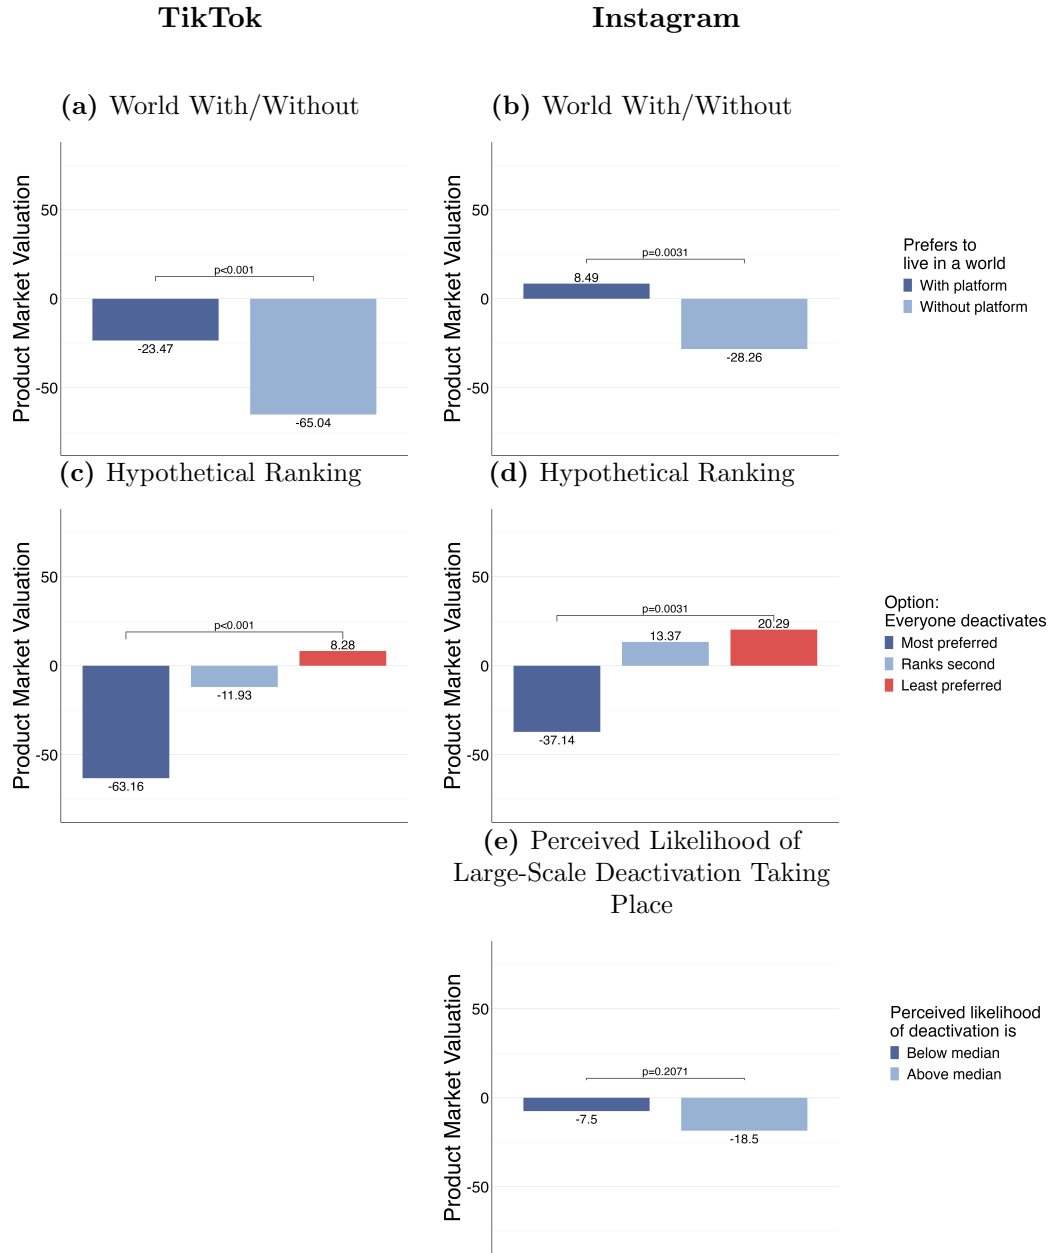 TikTok
Instagram
(a) World With/Without
(b) World With/Without
Product Market Valuation
50
0
-50
p<0.001
-23.47
-65.04
Product Market Valuation
50
0
-50
p=0.0031
8.49
-28.26
Prefers to
live in a world
With platform
Without platform
(c) Hypothetical Ranking
(d) Hypothetical Ranking
Product Market Valuation
50
0
-50
p<0.001
8.28
-11.93
-63.16
Product Market Valuation
50
0
-50
p=0.0031
20.29
13.37
-37.14
Option:
Everyone deactivates
Most preferred
Ranks second
Least preferred
(e) Perceived Likelihood of
Large-Scale Deactivation Taking
Place
Product Market Valuation
50
0
-50
p=0.2071
-7.5
-18.5
Perceived likelihood
of deactivation is
Below median
Above median